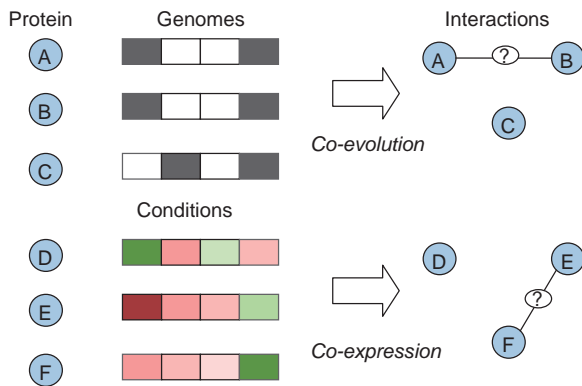 Protein Genomes Interactions
A
A ? B
B
C
Co-evolution
C
Conditions
D
D E
E
?
F
Co-expression
F